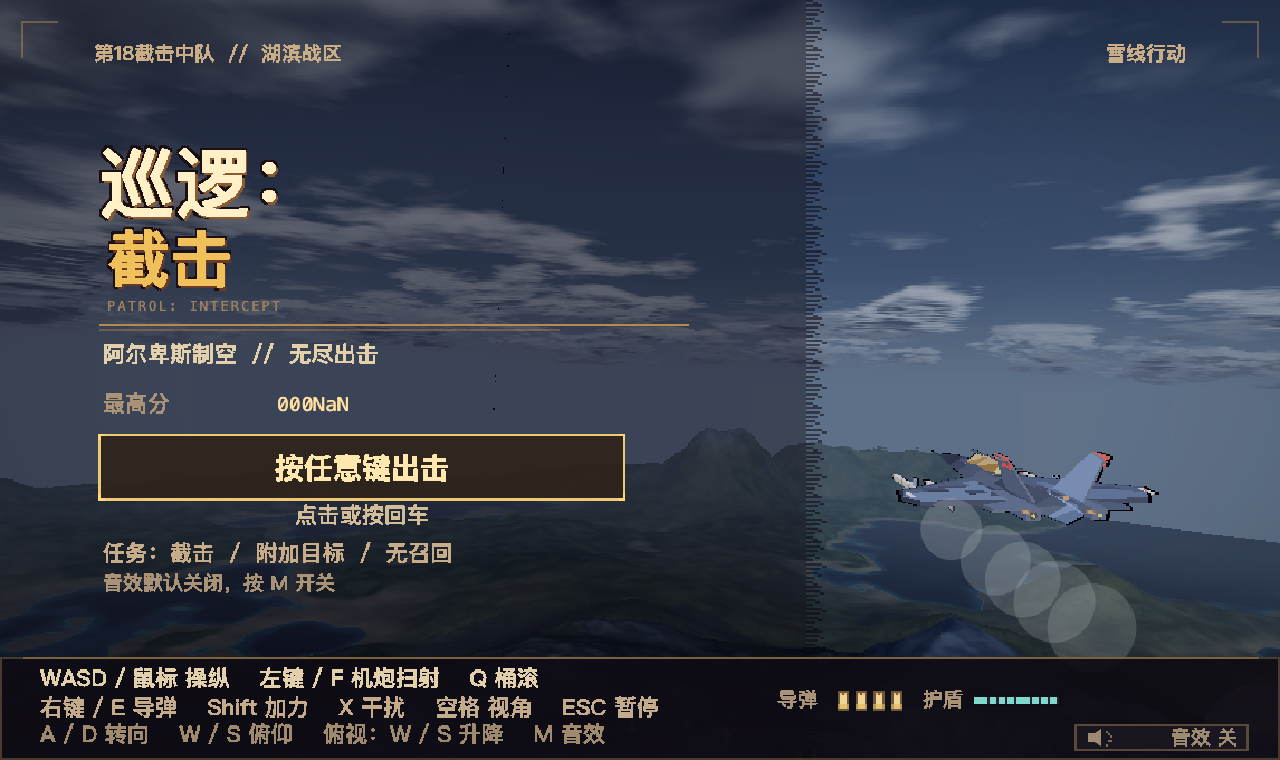 第18截击中队 // 湖滨战区
雪线行动
巡逻：
截击
PATROL: INTERCEPT
阿尔卑斯制空 // 无尽出击
最高分 000NaN
按任意键出击
点击或按回车
任务：截击 / 附加目标 / 无召回
音效默认关闭，按 M 开关
WASD / 鼠标 操纵 左键 / F 机炮扫射 Q 桶滚
右键 / E 导弹 Shift 加力 X 干扰 空格 视角 ESC 暂停
A / D 转向 W / S 俯仰 俯视：W / S 升降 M 音效
导弹 护盾
音效 关